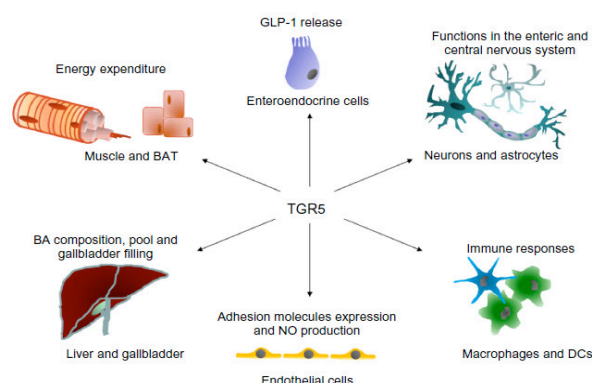 GLP-1 release
Enteroendocrine cells
Functions in the enteric and
central nervous system
Neurons and astrocytes
Energy expenditure
Muscle and BAT
TGR5
BA composition, pool and
gallbladder filling
Liver and gallbladder
Adhesion molecules expression
and NO production
Endothelial cells
Immune responses
Macrophages and DCs